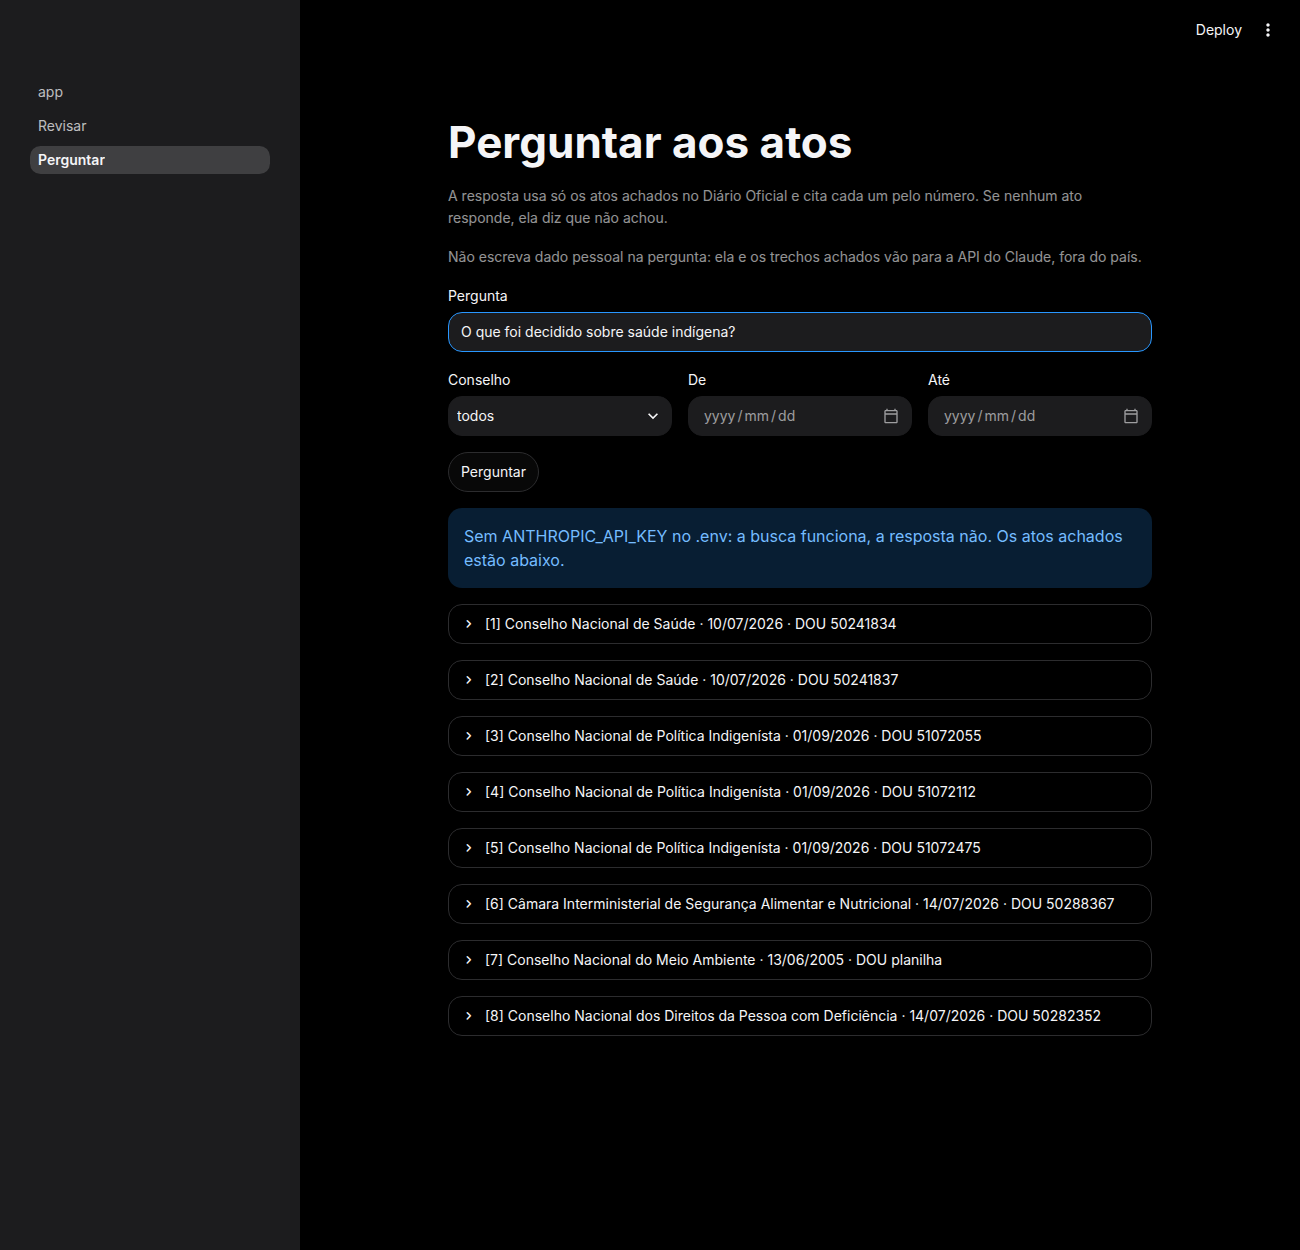 Deploy
app
Revisar
Perguntar
Perguntar aos atos
A resposta usa só os atos achados no Diário Oficial e cita cada um pelo número. Se nenhum ato
responde, ela diz que não achou.
Não escreva dado pessoal na pergunta: ela e os trechos achados vão para a API do Claude, fora do país.
Pergunta
O que foi decidido sobre saúde indígena?
Conselho De Até
todos yyyy/mm/dd yyyy/mm/dd
Perguntar
Sem ANTHROPIC_API_KEY no .env: a busca funciona, a resposta não. Os atos achados
estão abaixo.
[1] Conselho Nacional de Saúde · 10/07/2026 · DOU 50241834
[2] Conselho Nacional de Saúde · 10/07/2026 · DOU 50241837
[3] Conselho Nacional de Política Indigenísta · 01/09/2026 · DOU 51072055
[4] Conselho Nacional de Política Indigenísta · 01/09/2026 · DOU 51072112
[5] Conselho Nacional de Política Indigenísta · 01/09/2026 · DOU 51072475
[6] Câmara Interministerial de Segurança Alimentar e Nutricional · 14/07/2026 · DOU 50288367
[7] Conselho Nacional do Meio Ambiente · 13/06/2005 · DOU planilha
[8] Conselho Nacional dos Direitos da Pessoa com Deficiência · 14/07/2026 · DOU 50282352